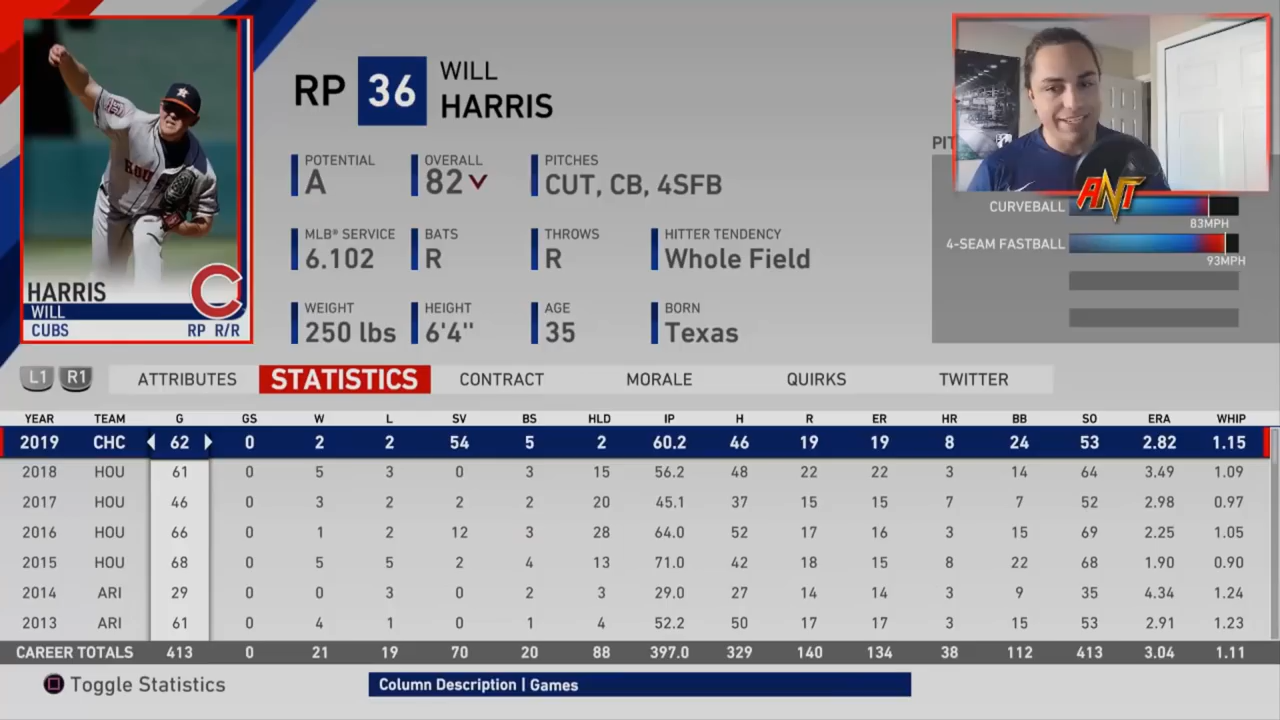 RP 36 WILL HARRIS
POTENTIAL OVERALL PITCHES
A 82 CUT, CB, 4SFB
MLB® SERVICE BATS THROWS HITTER TENDENCY
6.102 R R Whole Field
WEIGHT HEIGHT AGE BORN
250 lbs 6'4" 35 Texas
HARRIS
WILL
CUBS RP R/R
C
PIT
ANT
CURVEBALL
83MPH
4-SEAM FASTBALL
93MPH
L1 R1 ATTRIBUTES STATISTICS CONTRACT MORALE QUIRKS TWITTER
YEAR TEAM G GS W L SV BS HLD IP H R ER HR BB SO ERA WHIP
2019 CHC 62 0 2 2 54 5 2 60.2 46 19 19 8 24 53 2.82 1.15
2018 HOU 61 0 5 3 0 3 15 56.2 48 22 22 3 14 64 3.49 1.09
2017 HOU 46 0 3 2 2 2 20 45.1 37 15 15 7 7 52 2.98 0.97
2016 HOU 66 0 1 2 12 3 28 64.0 52 17 16 3 15 69 2.25 1.05
2015 HOU 68 0 5 5 2 4 13 71.0 42 18 15 8 22 68 1.90 0.90
2014 ARI 29 0 0 3 0 2 3 29.0 27 14 14 3 9 35 4.34 1.24
2013 ARI 61 0 4 1 0 1 4 52.2 50 17 17 3 15 53 2.91 1.23
CAREER TOTALS 413 0 21 19 70 20 88 397.0 329 140 134 38 112 413 3.04 1.11
Toggle Statistics
Column Description | Games